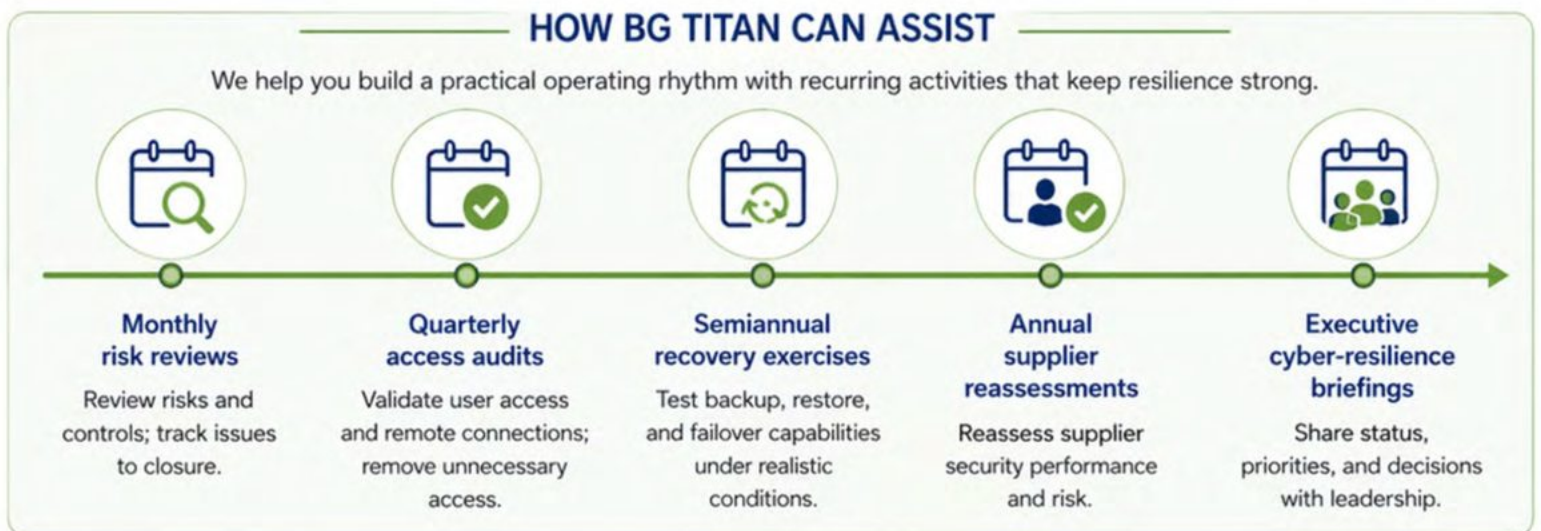 HOW BG TITAN CAN ASSIST
We help you build a practical operating rhythm with recurring activities that keep resilience strong.
Monthly
risk reviews
Review risks and
controls; track issues
to closure.
Quarterly
access audits
Validate user access
and remote connections;
remove unnecessary
access.
Semiannual
recovery exercises
Test backup, restore,
and failover capabilities
under realistic
conditions.
Annual
supplier
reassessments
Reassess supplier
security performance
and risk.
Executive
cyber-resilience
briefings
Share status,
priorities, and decisions
with leadership.